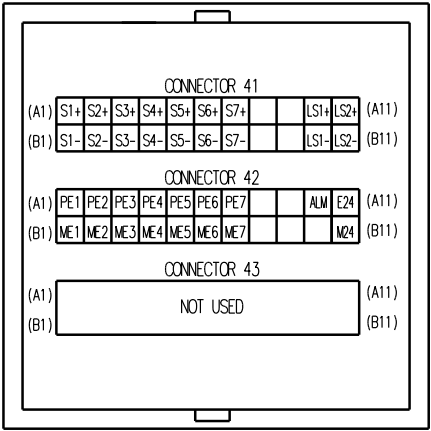 CONNECTOR 41
(A1) S1+ S2+ S3+ S4+ S5+ S6+ S7+ LS1+ LS2+ (A11)
(B1) S1- S2- S3- S4- S5- S6- S7- LS1- LS2- (B11)
CONNECTOR 42
(A1) PE1 PE2 PE3 PE4 PE5 PE6 PE7 ALM E24 (A11)
(B1) ME1 ME2 ME3 ME4 ME5 ME6 ME7 M24 (B11)
CONNECTOR 43
(A1) (A11)
NOT USED
(B1) (B11)